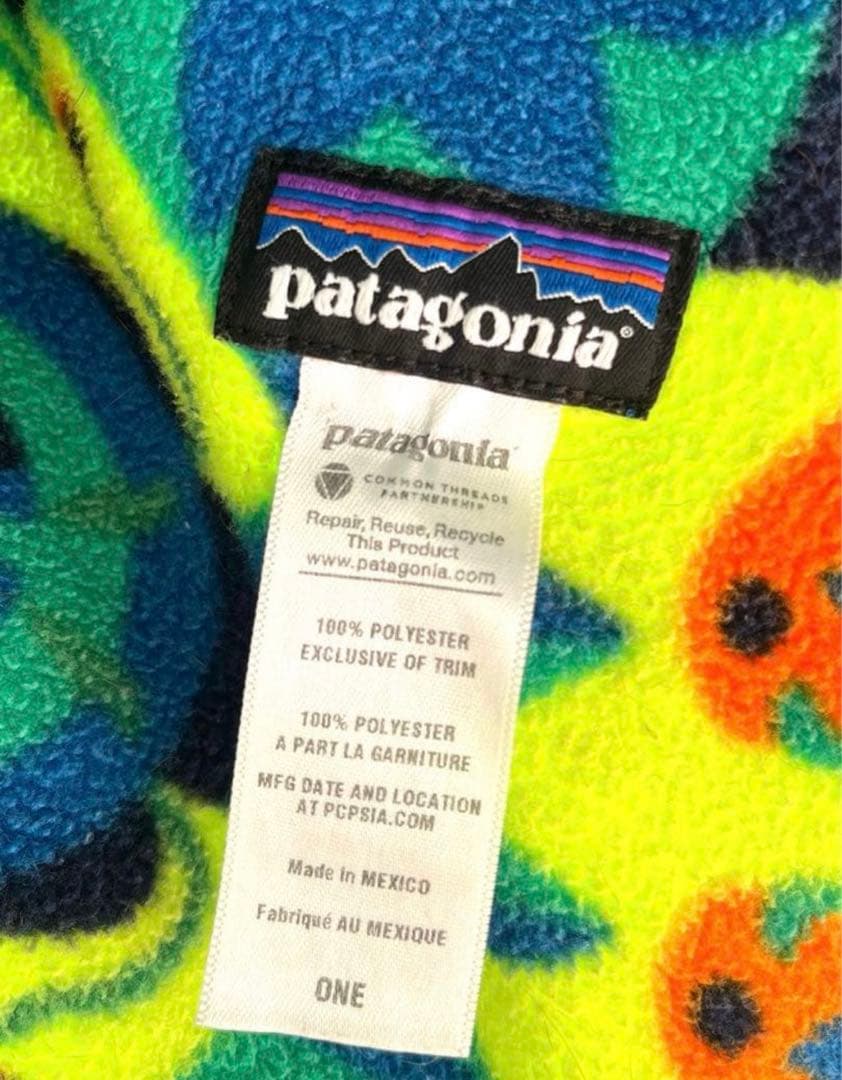 patagonia®
patagonia®
COMMON THREADS
PARTNERSHIP
Repair, Reuse, Recycle
This Product
www.patagonia.com
100% POLYESTER
EXCLUSIVE OF TRIM
100% POLYESTER
A PART LA GARNITURE
MFG DATE AND LOCATION
AT PCPSIA.COM
Made in MEXICO
Fabriqué AU MEXIQUE
ONE